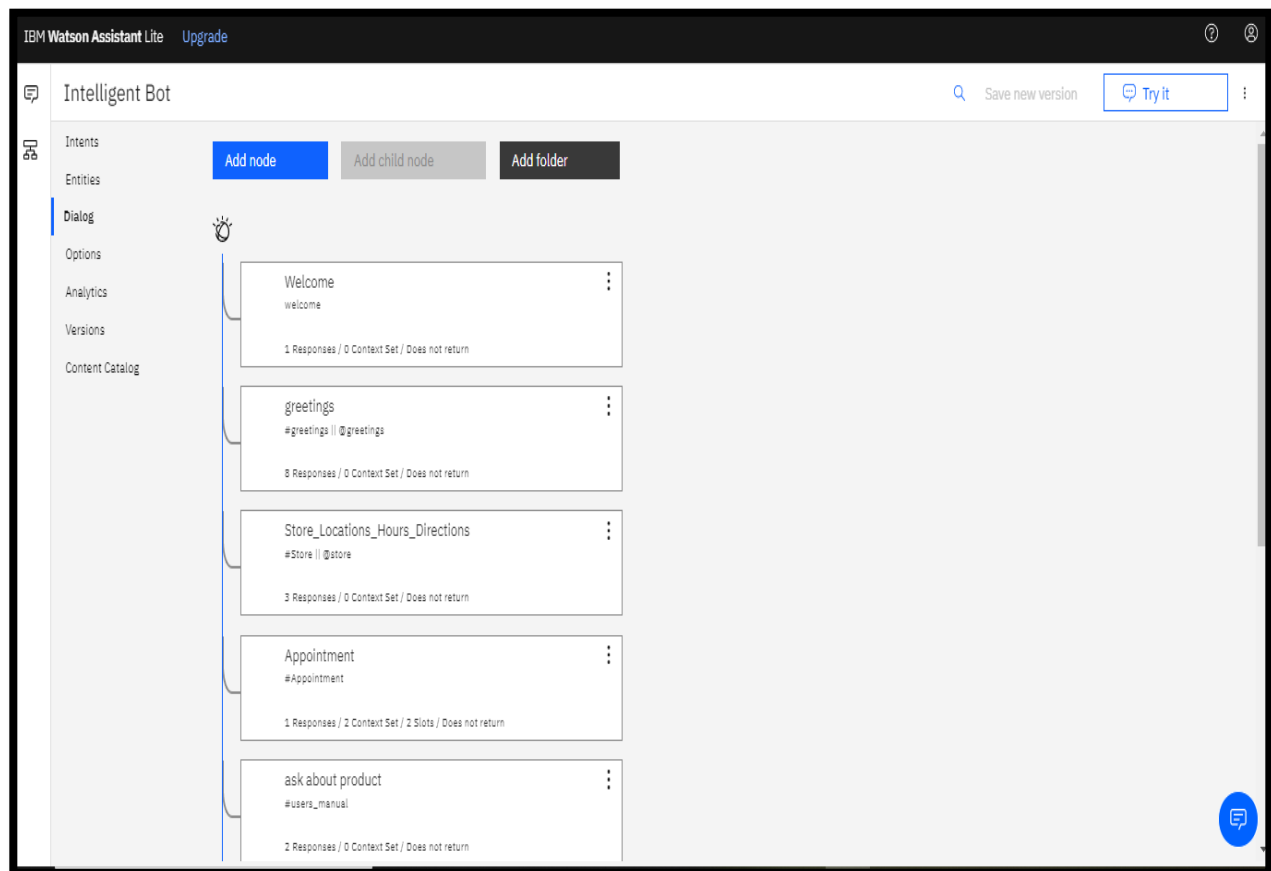 IBM Watson Assistant Lite Upgrade
Intelligent Bot
Save new version
Try it
Intents
Entities
Dialog
Options
Analytics
Versions
Content Catalog
Add node
Add child node
Add folder
Welcome
welcome
1 Responses / 0 Context Set / Does not return
greetings
#greetings || @greetings
8 Responses / 0 Context Set / Does not return
Store_Locations_Hours_Directions
#Store || @store
3 Responses / 0 Context Set / Does not return
Appointment
#Appointment
1 Responses / 2 Context Set / 2 Slots / Does not return
ask about product
#users_manual
2 Responses / 0 Context Set / Does not return